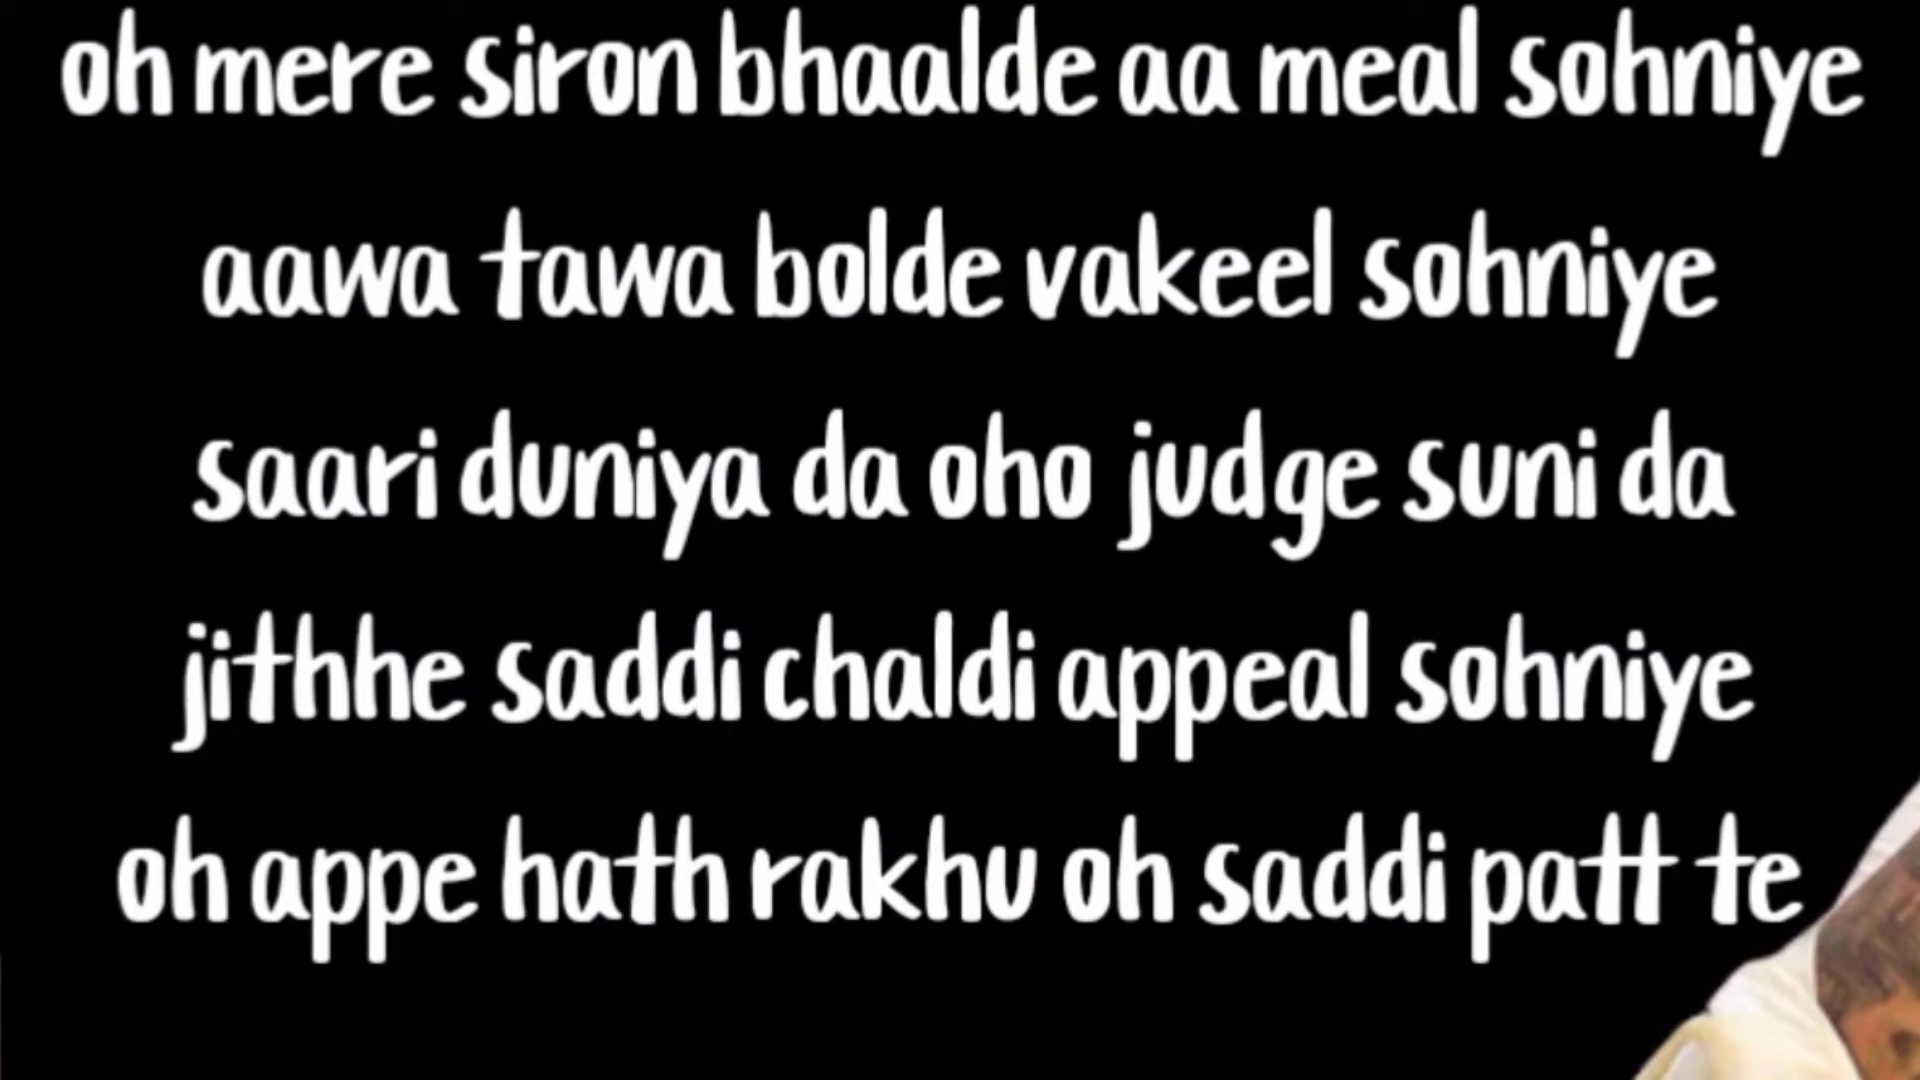 oh mere siron bhaalde aa meal sohniye
aawa tawa bolde vakeel sohniye
saari duniya da oho judge suni da
jithhe saddi chaldi appeal sohniye
oh appe hath rakhu oh saddi patt te